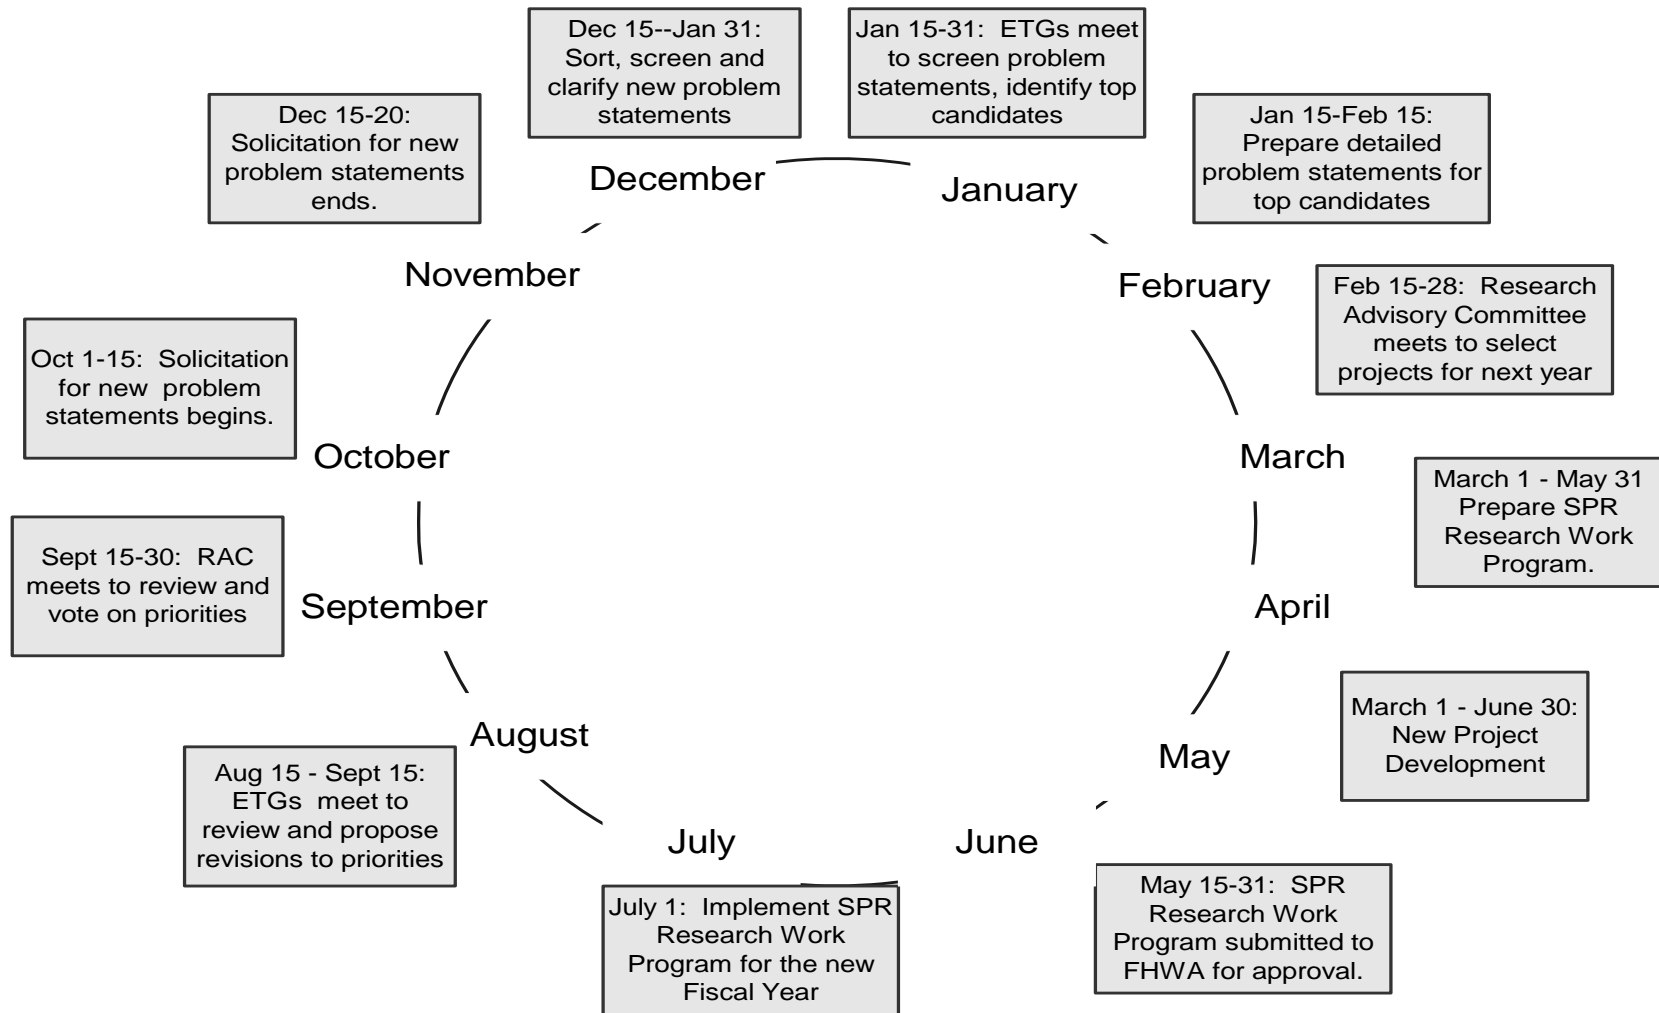 Dec 15--Jan 31:
Sort, screen and
clarify new problem
statements
Jan 15-31:  ETGs meet
to screen problem
statements, identify top
candidates
Dec 15-20:
Solicitation for new
problem statements
ends.
Jan 15-Feb 15:
Prepare detailed
problem statements for
top candidates
December
January
November
February
Feb 15-28:  Research
Advisory Committee
meets to select
projects for next year
Oct 1-15:  Solicitation
for new  problem
statements begins.
October
March
March 1 - May 31
Prepare SPR
Research Work
Program.
Sept 15-30:  RAC
meets to review and
vote on priorities
September
April
March 1 - June 30:
New Project
Development
August
May
Aug 15 - Sept 15:
ETGs  meet to
review and propose
revisions to priorities
July
June
July 1:  Implement SPR
Research Work
Program for the new
Fiscal Year
May 15-31:  SPR
Research Work
Program submitted to
FHWA for approval.